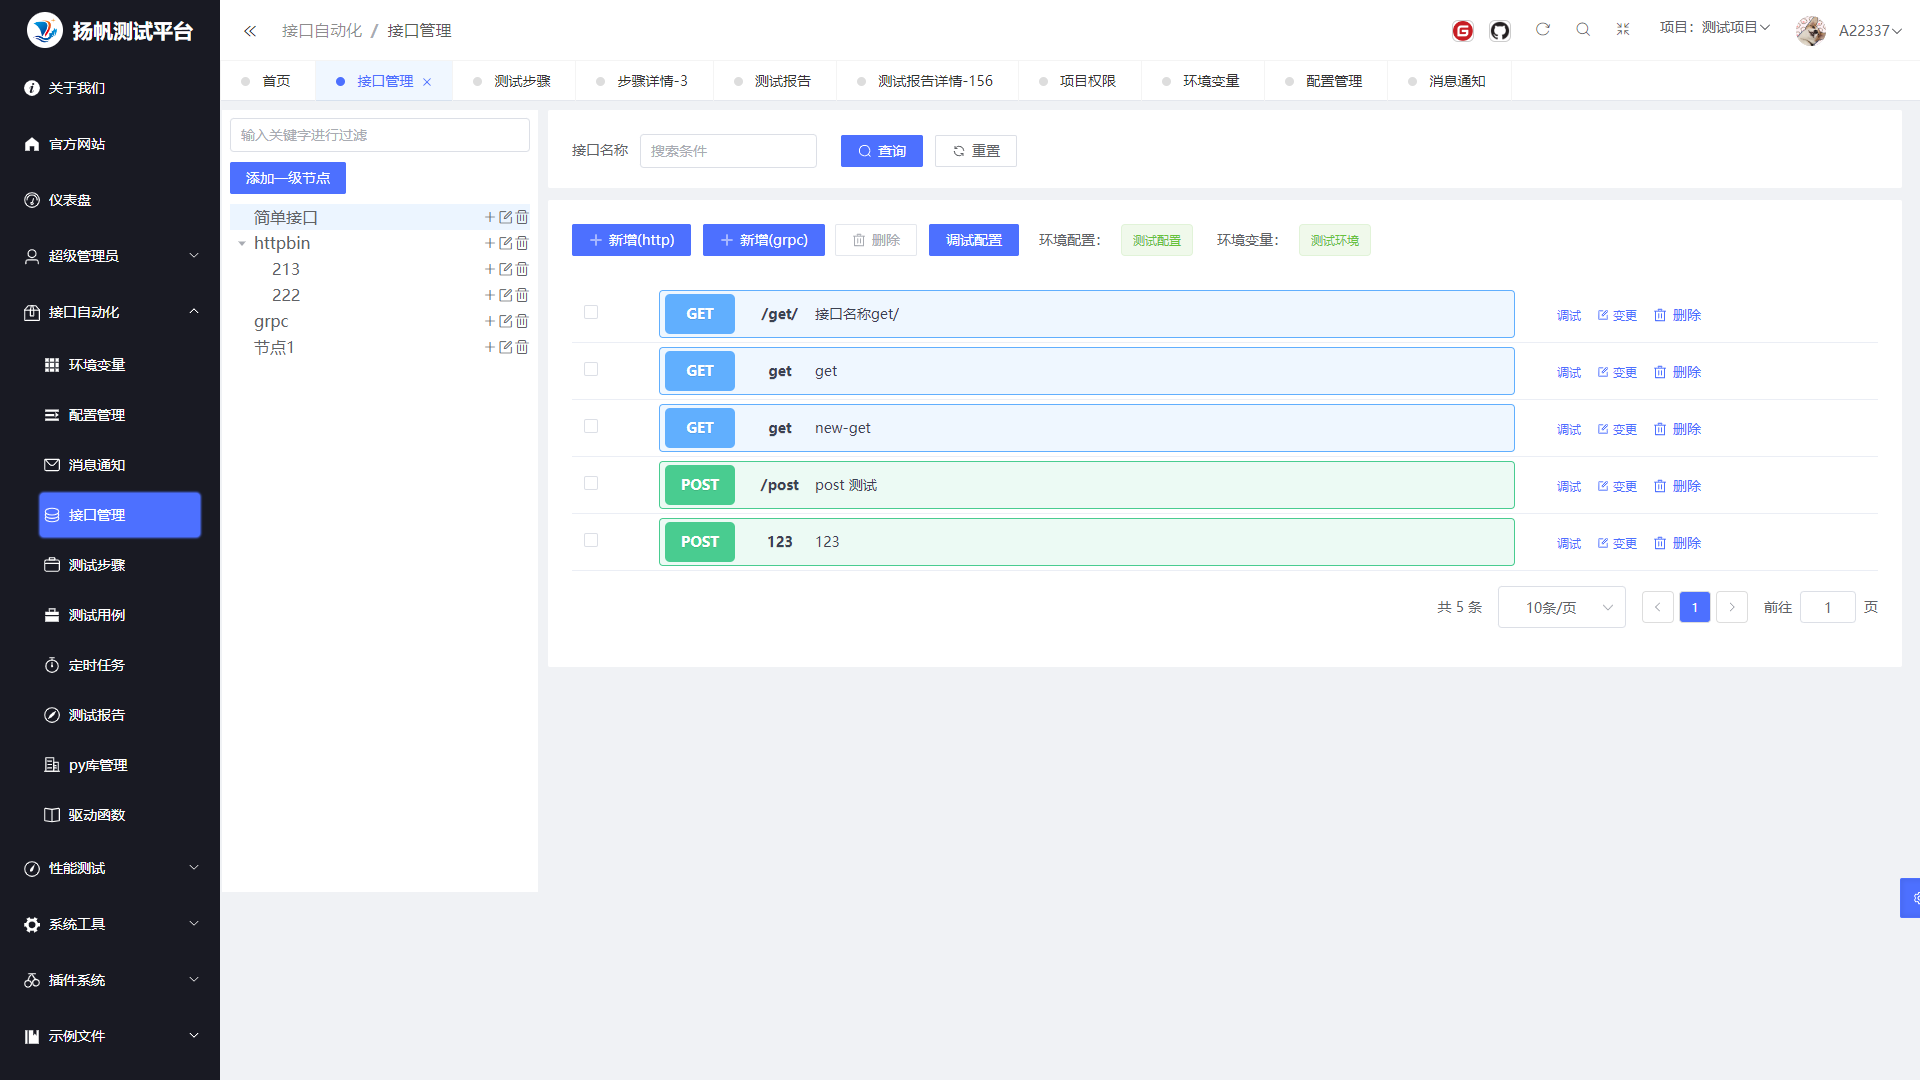 扬帆测试平台
关于我们
官方网站
仪表盘
超级管理员
接口自动化
环境变量
配置管理
消息通知
接口管理
测试步骤
测试用例
定时任务
测试报告
py库管理
驱动函数
性能测试
系统工具
插件系统
示例文件
接口自动化 / 接口管理
项目：测试项目
A22337
首页
接口管理
测试步骤
步骤详情-3
测试报告
测试报告详情-156
项目权限
环境变量
配置管理
消息通知
输入关键字进行过滤
添加一级节点
简单接口
httpbin
213
222
grpc
节点1
接口名称 搜索条件 查询 重置
新增(http) 新增(grpc) 删除 调试配置 环境配置： 测试配置 环境变量： 测试环境
GET /get/ 接口名称get/ 调试 变更 删除
GET get get 调试 变更 删除
GET get new-get 调试 变更 删除
POST /post post 测试 调试 变更 删除
POST 123 123 调试 变更 删除
共 5 条 10条/页 1 前往 1 页